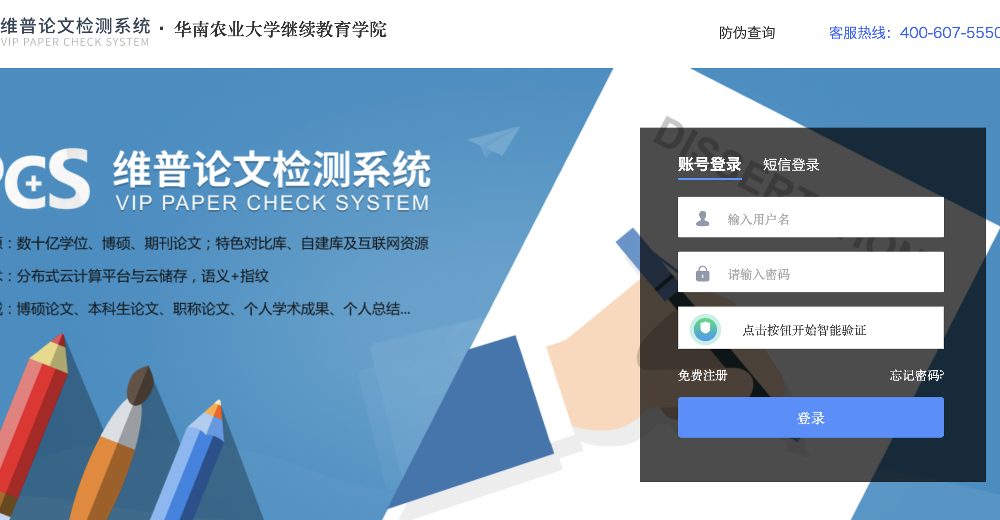 维普论文检测系统
VIP PAPER CHECK SYSTEM
· 华南农业大学继续教育学院
防伪查询
客服热线：400-607-5550
PCS
维普论文检测系统
VIP PAPER CHECK SYSTEM
源：数十亿学位、博硕、期刊论文；特色对比库、自建库及互联网资源
术：分布式云计算平台与云储存，语义+指纹
：博硕论文、本科生论文、职称论文、个人学术成果、个人总结...
DISSERTATION
账号登录
短信登录
输入用户名
请输入密码
点击按钮开始智能验证
免费注册
忘记密码?
登录